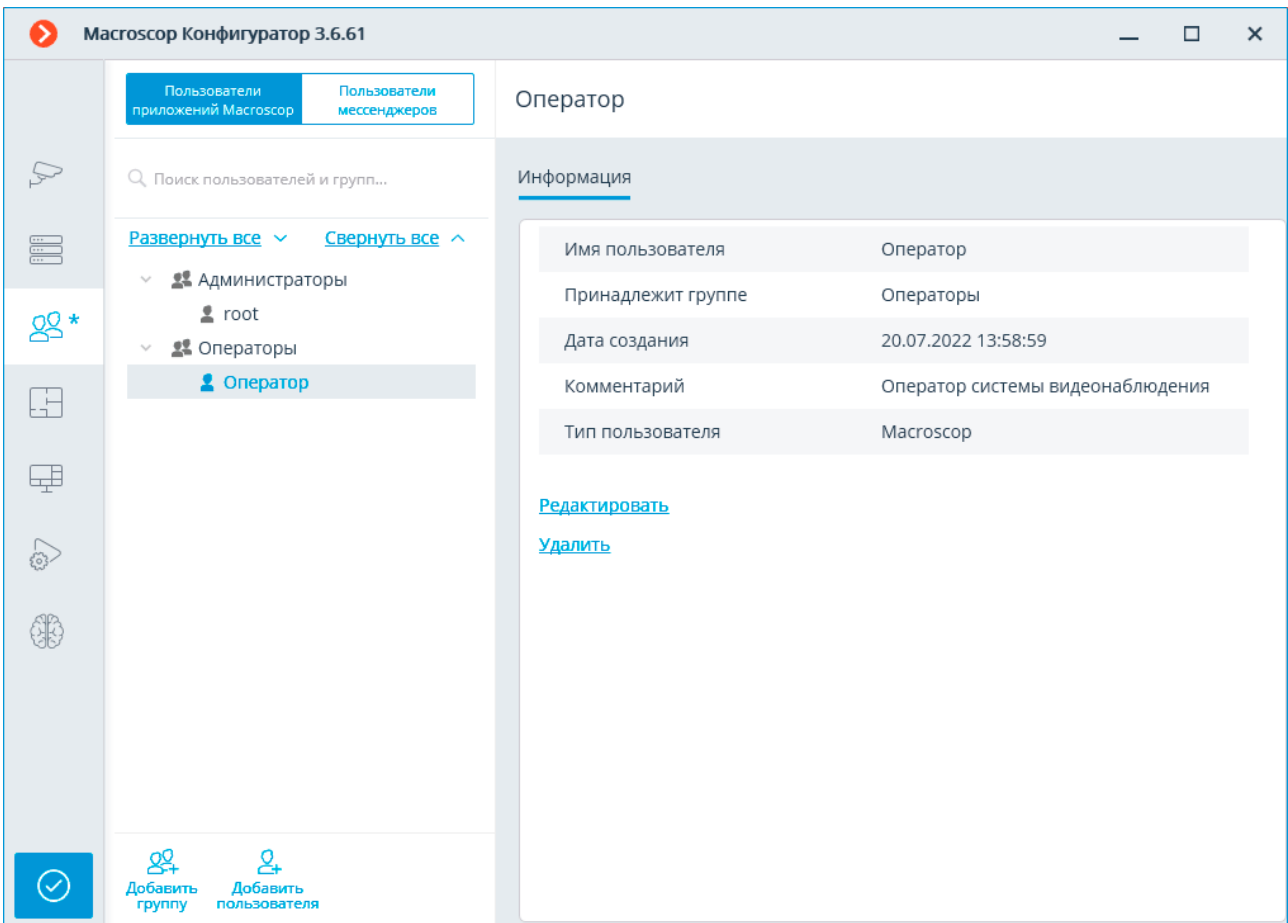 Macroscop Конфигуратор 3.6.61
Пользователи
приложений Macroscop
Пользователи
мессенджеров
Поиск пользователей и групп...
Развернуть все
Свернуть все
Администраторы
root
Операторы
Оператор
Добавить
группу
Добавить
пользователя
Оператор
Информация
Имя пользователя Оператор
Принадлежит группе Операторы
Дата создания 20.07.2022 13:58:59
Комментарий Оператор системы видеонаблюдения
Тип пользователя Macroscop
Редактировать
Удалить